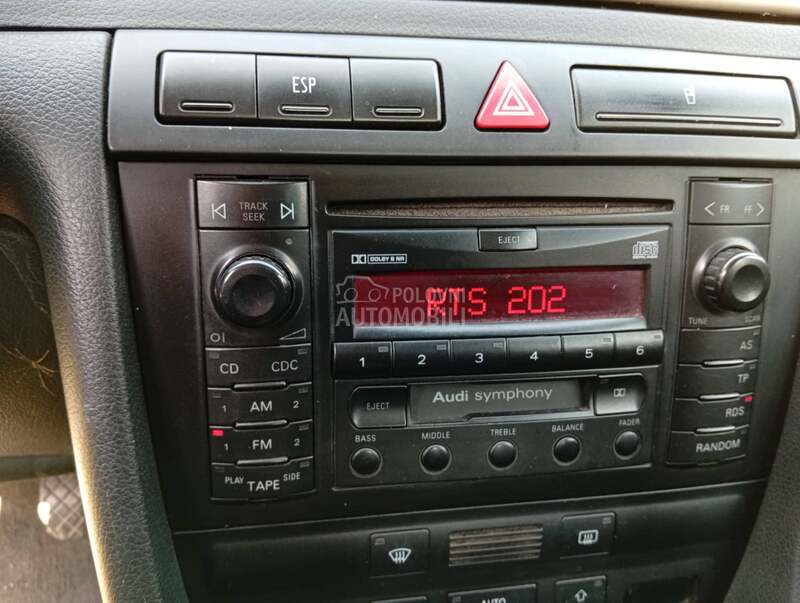 ESP
TRACK
SEEK
EJECT
FR FF
DOLBY B NR
RTS 202
POLOVNI
AUTOMOBILI
TUNE SCAN
1 2 3 4 5 6
CD CDC
AS
1 AM 2
EJECT
Audi symphony
TP
1 FM 2
BASS MIDDLE TREBLE BALANCE FADER
RDS
PLAY TAPE SIDE
RANDOM
AUTO